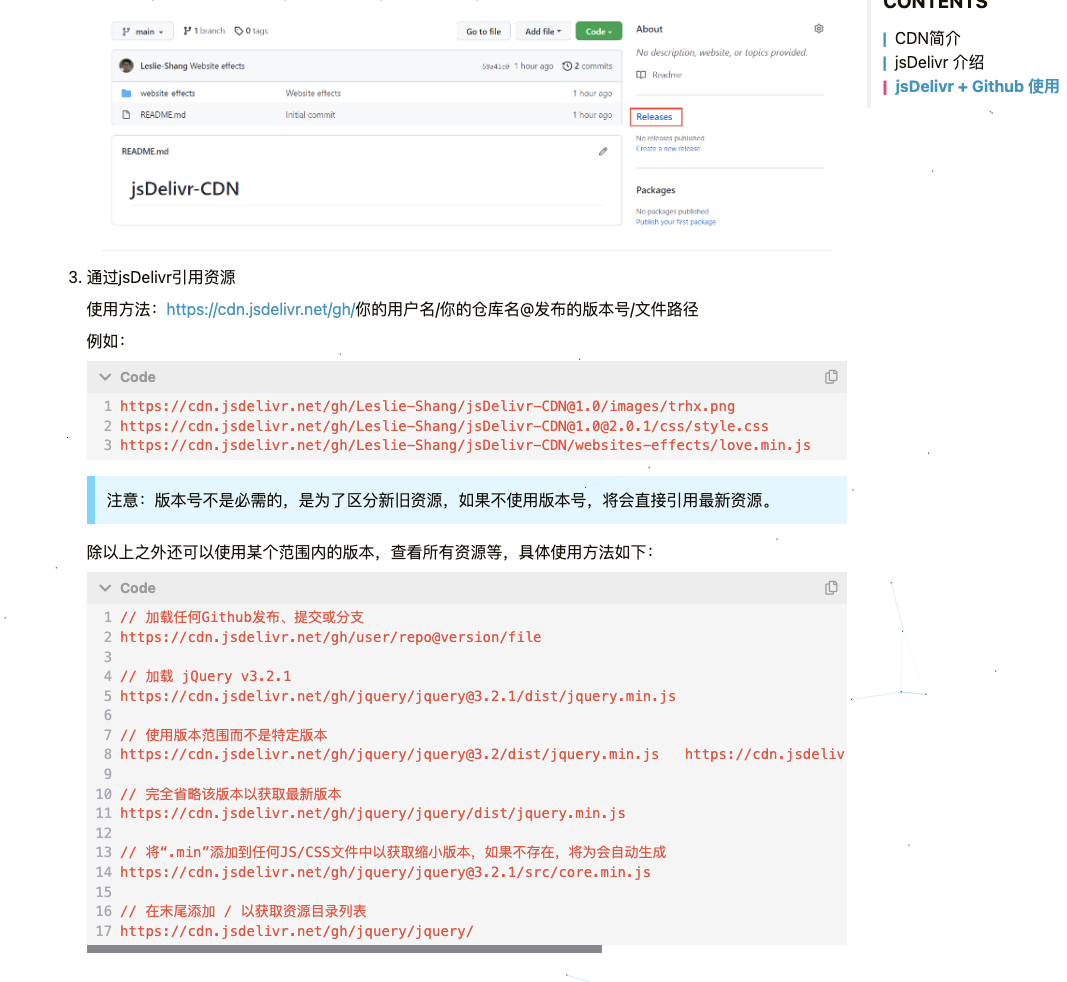 CONTENTS
CDN简介
jsDelivr 介绍
jsDelivr + Github 使用
main
1 branch
0 tags
Go to file
Add file
Code
About
No description, website, or topics provided.
Readme
Leslie-Shang Website effects
1 hour ago
2 commits
website effects Website effects 1 hour ago
README.md Initial commit 1 hour ago
Releases
No releases published
Create a new release
README.md
jsDelivr-CDN
Packages
No packages published
Publish your first package
3. 通过jsDelivr引用资源
使用方法：https://cdn.jsdelivr.net/gh/你的用户名/你的仓库名@发布的版本号/文件路径
例如：
Code
1 https://cdn.jsdelivr.net/gh/Leslie-Shang/jsDelivr-CDN@1.0/images/trhx.png
2 https://cdn.jsdelivr.net/gh/Leslie-Shang/jsDelivr-CDN@1.0@2.0.1/css/style.css
3 https://cdn.jsdelivr.net/gh/Leslie-Shang/jsDelivr-CDN/websites-effects/love.min.js
注意：版本号不是必需的，是为了区分新旧资源，如果不使用版本号，将会直接引用最新资源。
除以上之外还可以使用某个范围内的版本，查看所有资源等，具体使用方法如下：
Code
1 // 加载任何Github发布、提交或分支
2 https://cdn.jsdelivr.net/gh/user/repo@version/file
3
4 // 加载 jQuery v3.2.1
5 https://cdn.jsdelivr.net/gh/jquery/jquery@3.2.1/dist/jquery.min.js
6
7 // 使用版本范围而不是特定版本
8 https://cdn.jsdelivr.net/gh/jquery/jquery@3.2/dist/jquery.min.js https://cdn.jsdeliv
9
10 // 完全省略该版本以获取最新版本
11 https://cdn.jsdelivr.net/gh/jquery/jquery/dist/jquery.min.js
12
13 // 将“.min”添加到任何JS/CSS文件中以获取缩小版本，如果不存在，将为会自动生成
14 https://cdn.jsdelivr.net/gh/jquery/jquery@3.2.1/src/core.min.js
15
16 // 在末尾添加 / 以获取资源目录列表
17 https://cdn.jsdelivr.net/gh/jquery/jquery/